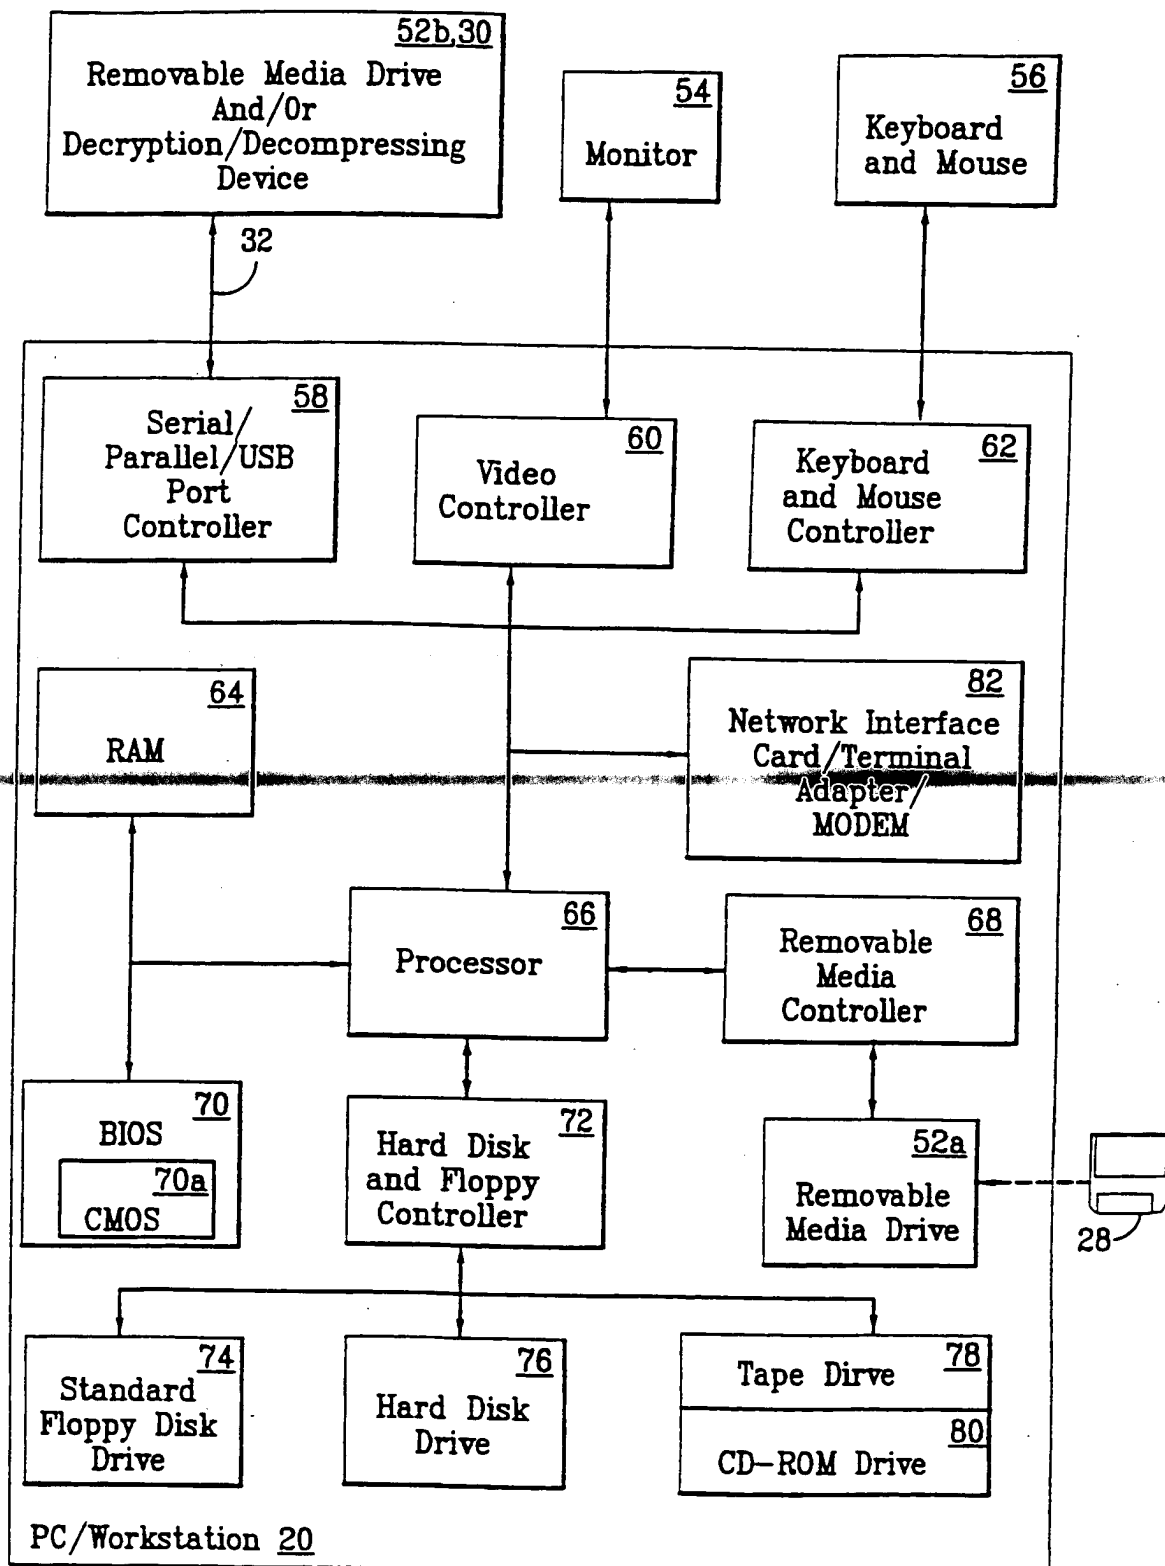 52b,30
Removable Media Drive
And/Or
Decryption/Decompressing
Device
54
Monitor
56
Keyboard
and Mouse
32
58
Serial/
Parallel/USB
Port
Controller
60
Video
Controller
62
Keyboard
and Mouse
Controller
64
RAM
82
Network Interface
Card/Terminal
Adapter/
MODEM
66
Processor
68
Removable
Media
Controller
70
BIOS
70a
CMOS
72
Hard Disk
and Floppy
Controller
52a
Removable
Media Drive
28
74
Standard
Floppy Disk
Drive
76
Hard Disk
Drive
78
Tape Dirve
80
CD-ROM Drive
PC/Workstation 20